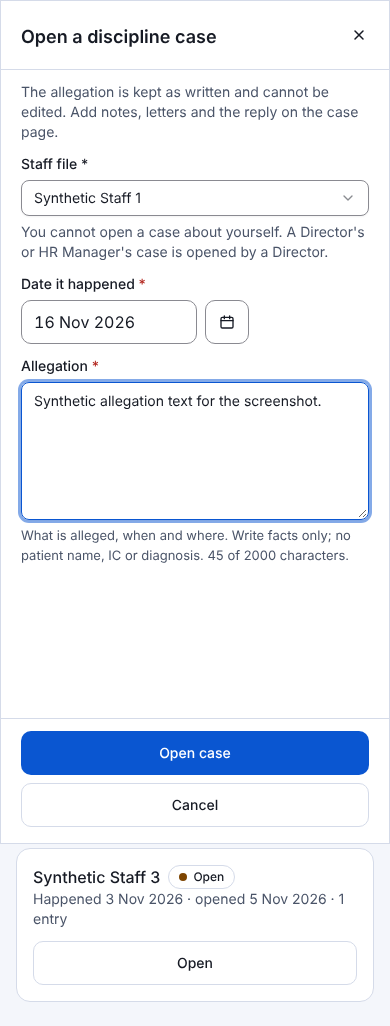 Open a discipline case
The allegation is kept as written and cannot be
edited. Add notes, letters and the reply on the case
page.
Staff file *
Synthetic Staff 1
You cannot open a case about yourself. A Director's
or HR Manager's case is opened by a Director.
Date it happened *
16 Nov 2026
Allegation *
Synthetic allegation text for the screenshot.
What is alleged, when and where. Write facts only; no
patient name, IC or diagnosis. 45 of 2000 characters.
Open case
Cancel
Synthetic Staff 3 Open
Happened 3 Nov 2026 · opened 5 Nov 2026 · 1
entry
Open